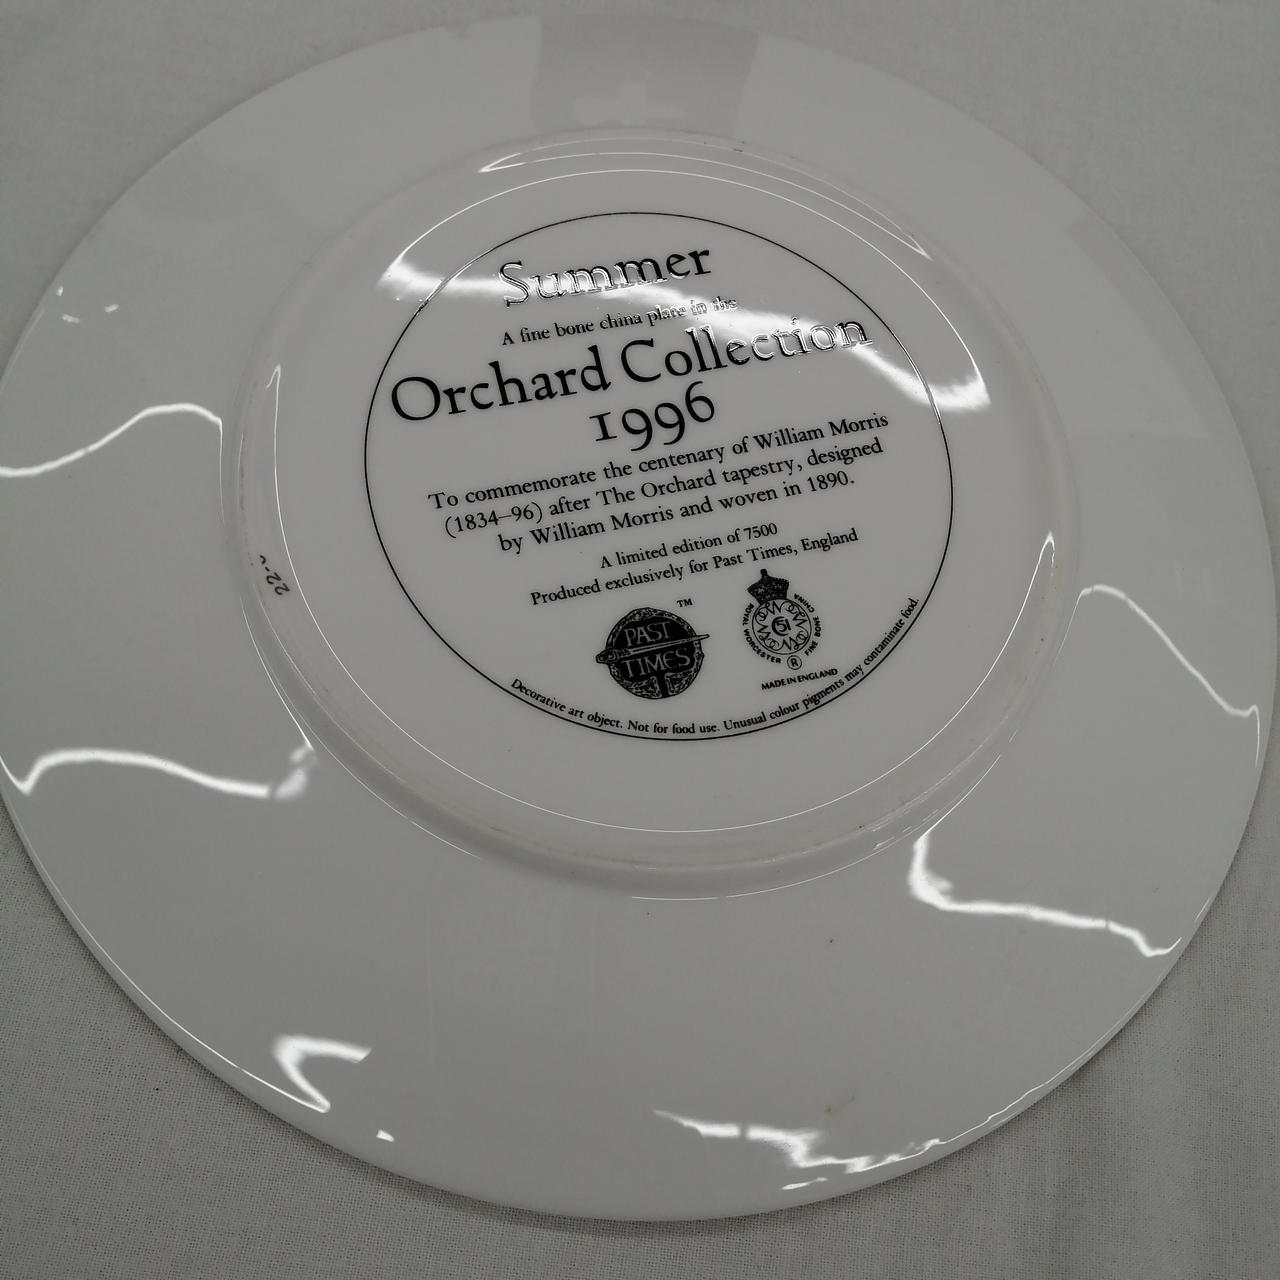 Summer
A fine bone china plate in the
Orchard Collection
1996
To commemorate the centenary of William Morris
(1834–96) after The Orchard tapestry, designed
by William Morris and woven in 1890.
A limited edition of 7500
Produced exclusively for Past Times, England
PAST TIMES ™
ROYAL WORCESTER FINE BONE CHINA
51
®
MADE IN ENGLAND
Decorative art object. Not for food use. Unusual colour pigments may contaminate food.